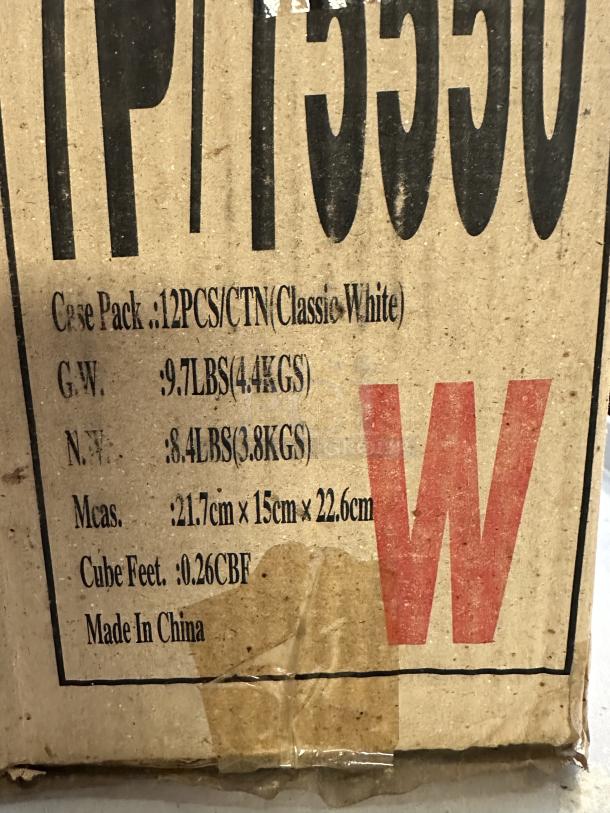 Case Pack .:12PCS/CTN(Classic White)
G.W. :9.7LBS(4.4KGS)
N.W. :8.4LBS(3.8KGS)
Meas. :21.7cm x 15cm x 22.6cm
Cube Feet. :0.26CBF
Made In China
W